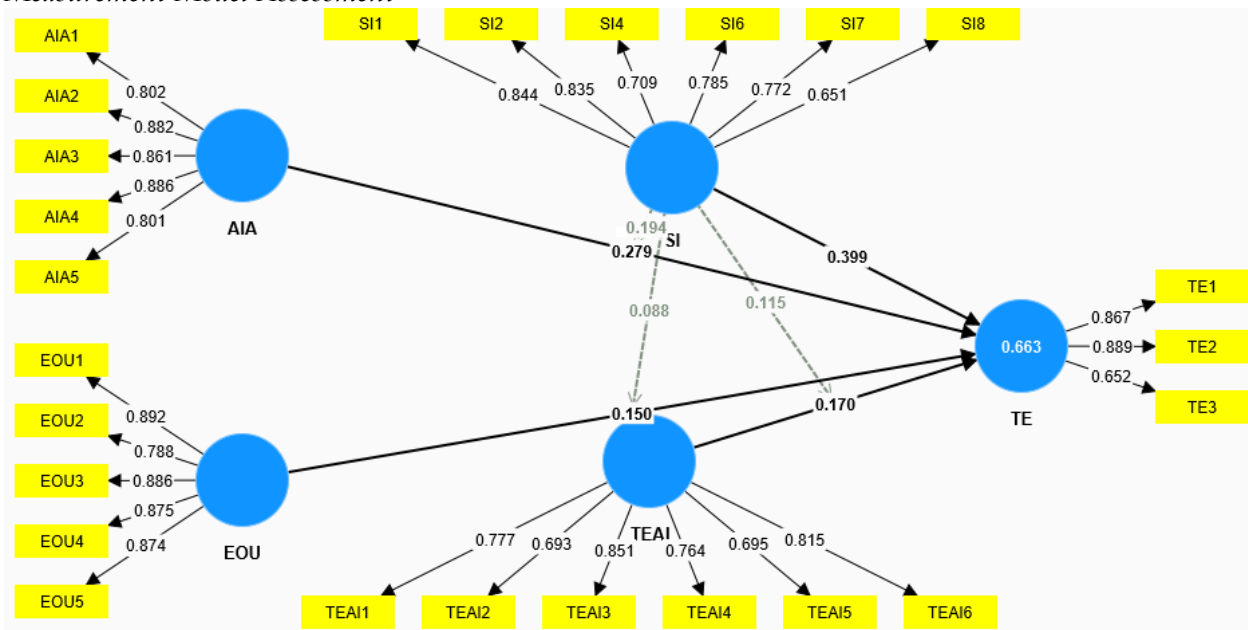 Measurement Model Assessment
AIA1
AIA2
AIA3
AIA4
AIA5
0.802
0.882
0.861
0.886
0.801
AIA
SI1
SI2
SI4
SI6
SI7
SI8
0.844
0.835
0.709
0.785
0.772
0.651
SI
0.194
0.279
0.399
0.088
0.115
EOU1
EOU2
EOU3
EOU4
EOU5
0.892
0.788
0.886
0.875
0.874
EOU
0.150
0.170
TEAI
0.777
0.693
0.851
0.764
0.695
0.815
TEAI1
TEAI2
TEAI3
TEAI4
TEAI5
TEAI6
0.663
TE
0.867
0.889
0.652
TE1
TE2
TE3